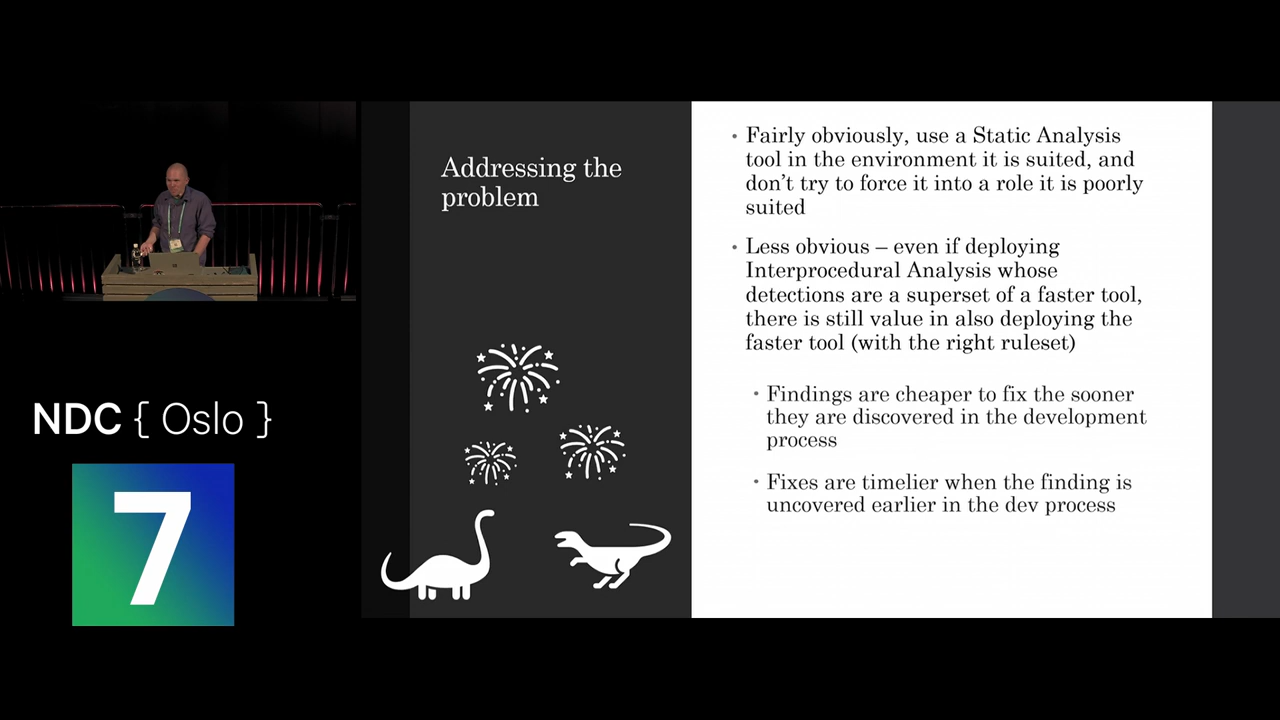 Addressing the
problem
• Fairly obviously, use a Static Analysis
tool in the environment it is suited, and
don’t try to force it into a role it is poorly
suited
• Less obvious – even if deploying
Interprocedural Analysis whose
detections are a superset of a faster tool,
there is still value in also deploying the
faster tool (with the right ruleset)
• Findings are cheaper to fix the sooner
they are discovered in the development
process
• Fixes are timelier when the finding is
uncovered earlier in the dev process
NDC { Oslo }
7